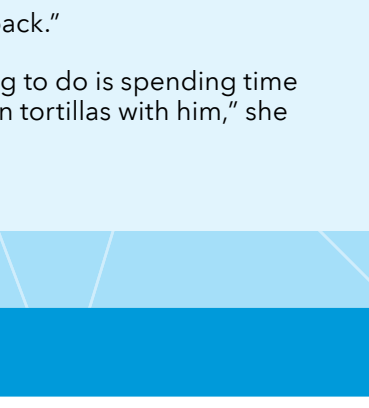 ack.”
g to do is spending time
n tortillas with him,” she